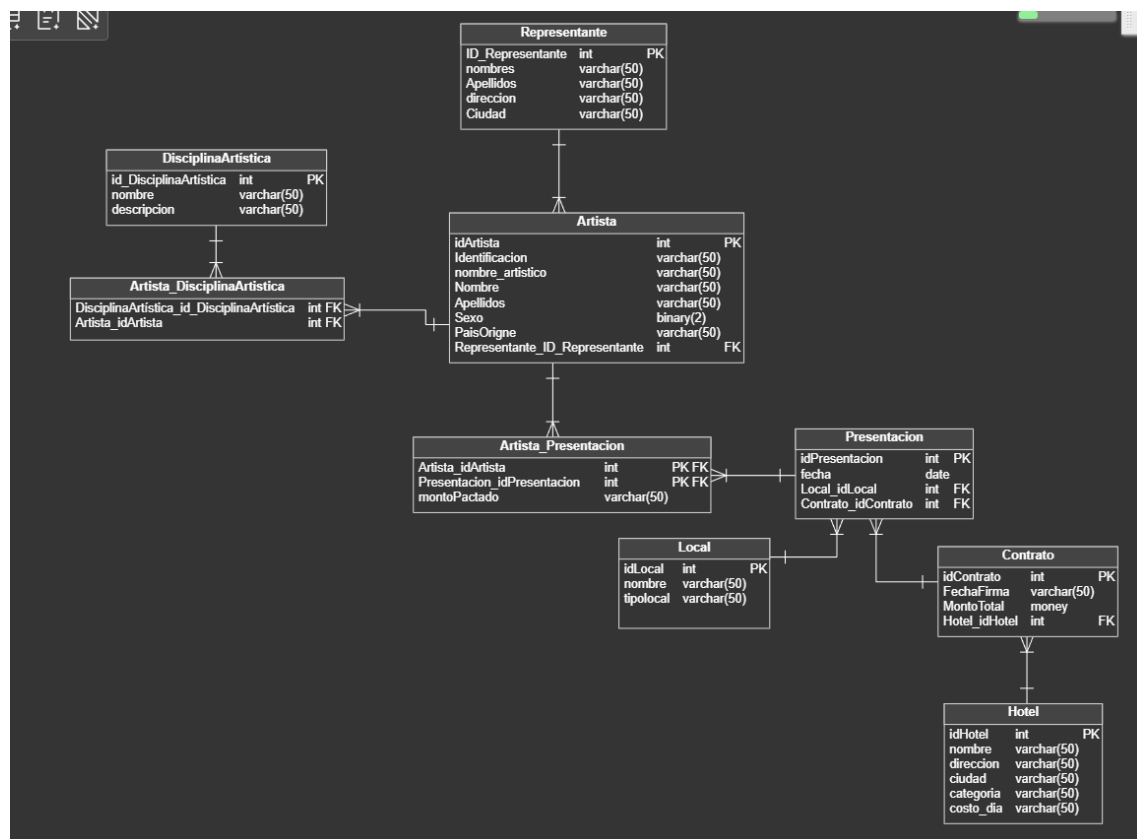 Representante
ID_Representante int PK
nombres varchar(50)
Apellidos varchar(50)
direccion varchar(50)
Ciudad varchar(50)
DisciplinaArtística
id_DisciplinaArtística int PK
nombre varchar(50)
descripcion varchar(50)
Artista
idArtista int PK
Identificacion varchar(50)
nombre_artistico varchar(50)
Nombre varchar(50)
Apellidos varchar(50)
Sexo binary(2)
PaisOrigne varchar(50)
Representante_ID_Representante int FK
Artista_DisciplinaArtistica
DisciplinaArtística_id_DisciplinaArtística int FK
Artista_idArtista int FK
Artista_Presentacion
Artista_idArtista int PK FK
Presentacion_idPresentacion int PK FK
montoPactado varchar(50)
Presentacion
idPresentacion int PK
fecha date
Local_idLocal int FK
Contrato_idContrato int FK
Local
idLocal int PK
nombre varchar(50)
tipolocal varchar(50)
Contrato
idContrato int PK
FechaFirma varchar(50)
MontoTotal money
Hotel_idHotel int FK
Hotel
idHotel int PK
nombre varchar(50)
direccion varchar(50)
ciudad varchar(50)
categoria varchar(50)
costo_dia varchar(50)